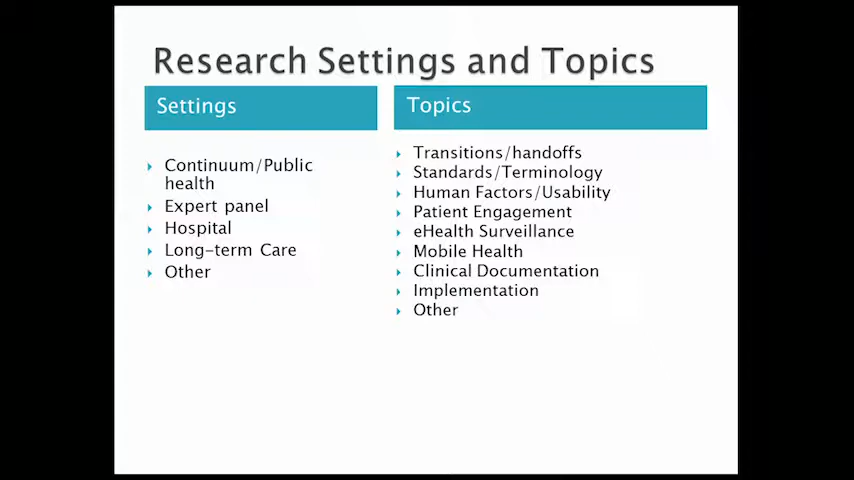 Research Settings and Topics
Settings
Continuum/Public
health
Expert panel
Hospital
Long-term Care
Other
Topics
Transitions/handoffs
Standards/Terminology
Human Factors/Usability
Patient Engagement
eHealth Surveillance
Mobile Health
Clinical Documentation
Implementation
Other